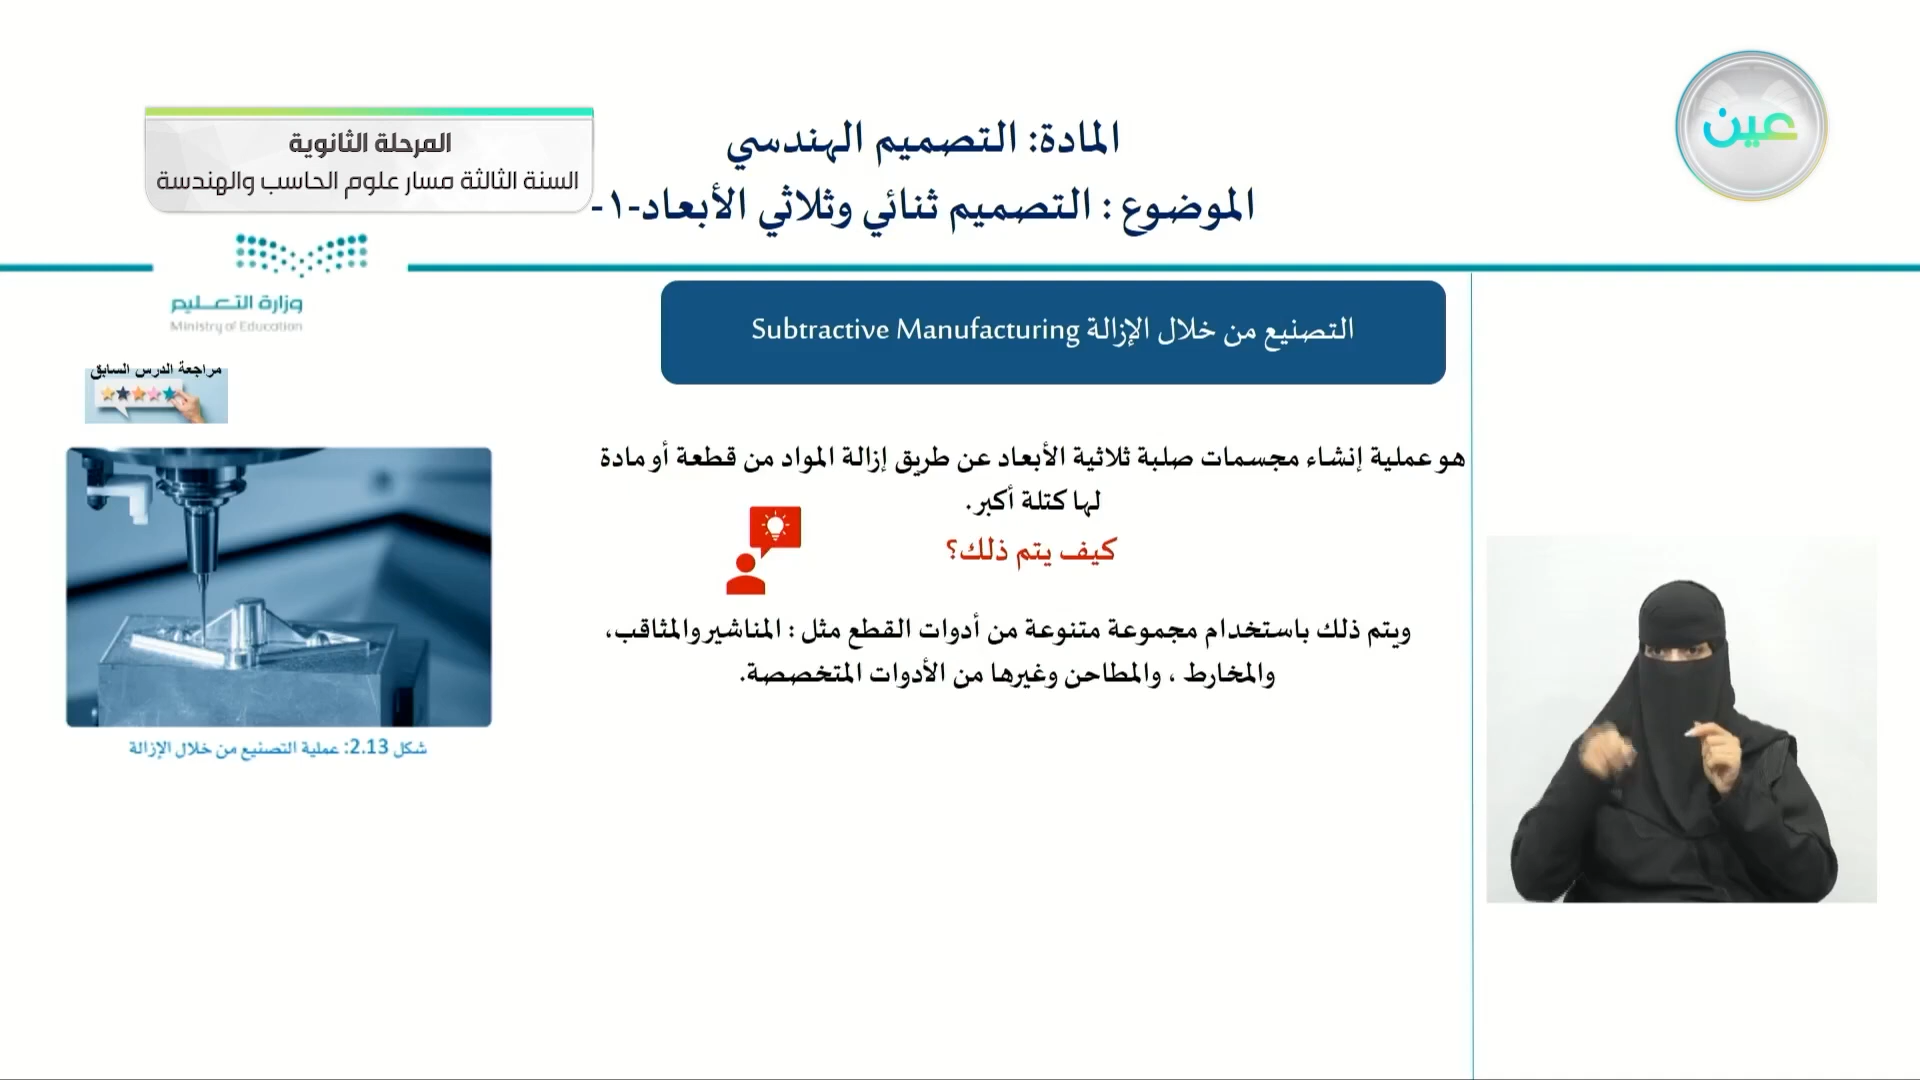 عين
المادة: التصميم الهندسي
الموضوع : التصميم ثنائي وثلاثي الأبعاد-١-
المرحلة الثانوية
السنة الثالثة مسار علوم الحاسب والهندسة
وزارة التعليم
Ministry of Education
التصنيع من خلال الإزالة Subtractive Manufacturing
مراجعة الدرس السابق
هو عملية إنشاء مجسمات صلبة ثلاثية الأبعاد عن طريق إزالة المواد من قطعة أو مادة
لها كتلة أكبر.
كيف يتم ذلك؟
ويتم ذلك باستخدام مجموعة متنوعة من أدوات القطع مثل : المناشير والمثاقب،
والمخارط ، والمطاحن وغيرها من الأدوات المتخصصة.
شكل 2.13: عملية التصنيع من خلال الإزالة